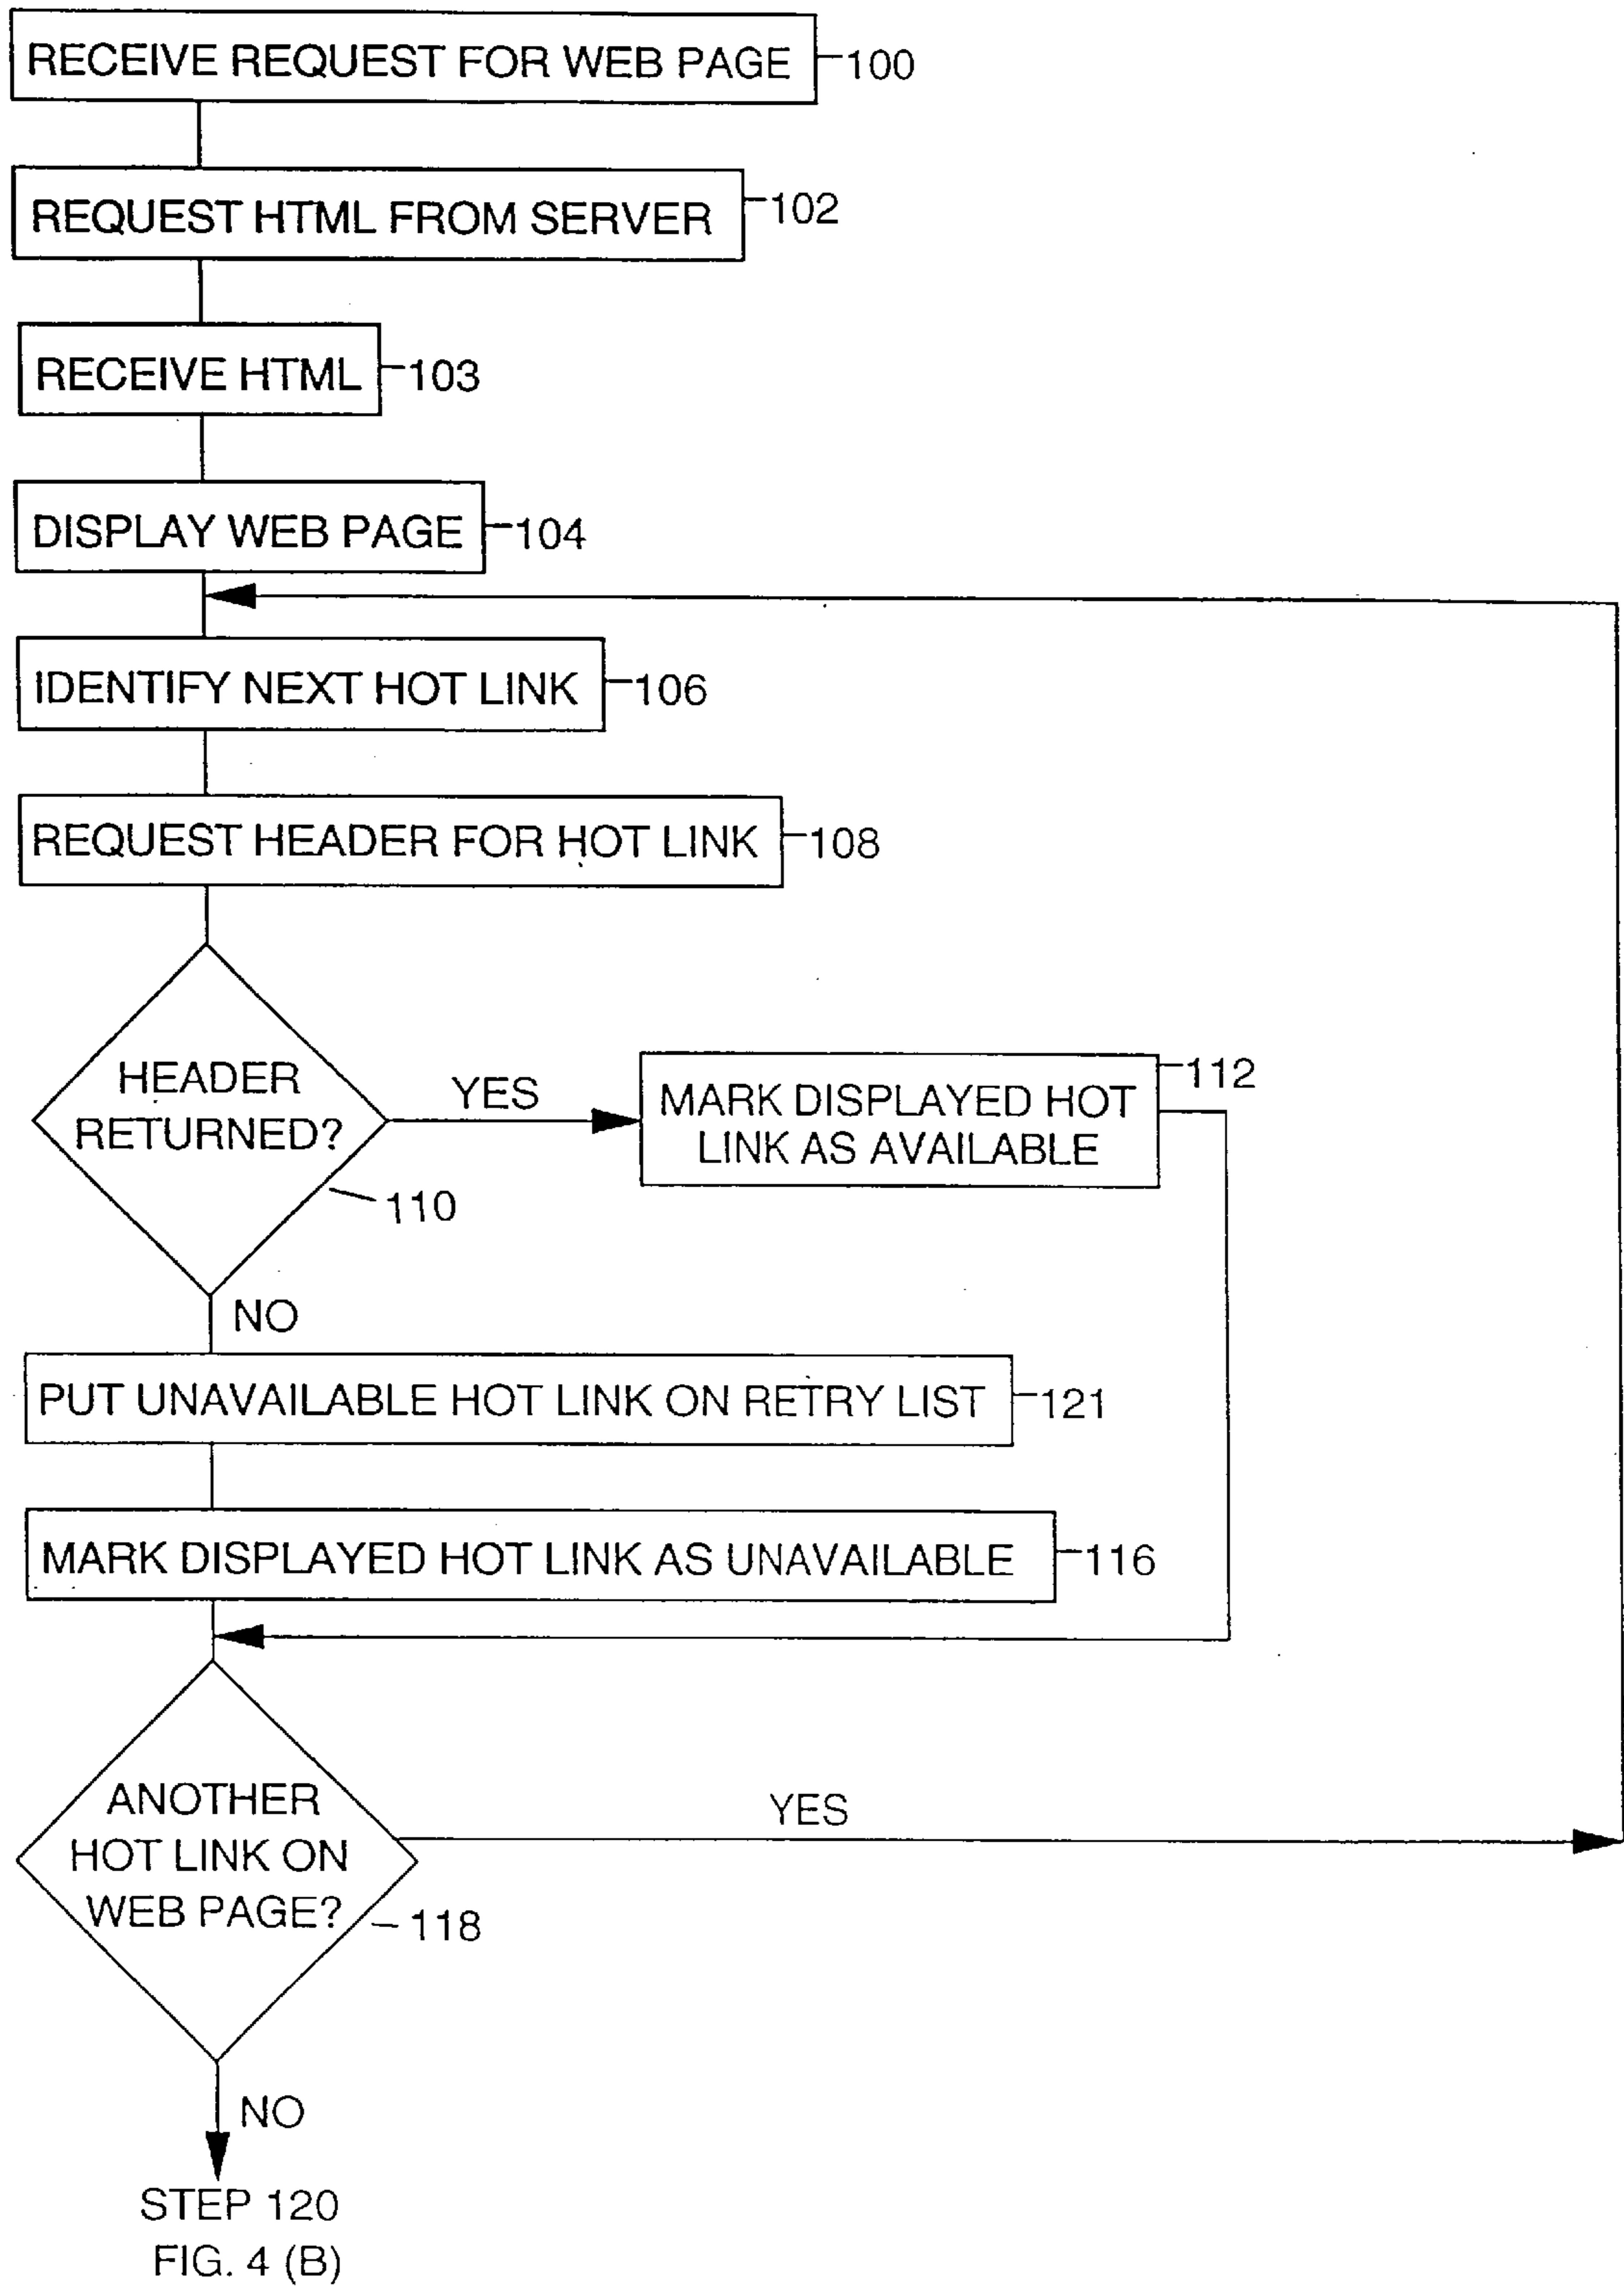 RECEIVE REQUEST FOR WEB PAGE
100
REQUEST HTML FROM SERVER
102
RECEIVE HTML
103
DISPLAY WEB PAGE
104
IDENTIFY NEXT HOT LINK
106
REQUEST HEADER FOR HOT LINK
108
HEADER
RETURNED?
110
YES
MARK DISPLAYED HOT
LINK AS AVAILABLE
112
NO
PUT UNAVAILABLE HOT LINK ON RETRY LIST
121
MARK DISPLAYED HOT LINK AS UNAVAILABLE
116
ANOTHER
HOT LINK ON
WEB PAGE?
118
YES
NO
STEP 120
FIG. 4 (B)